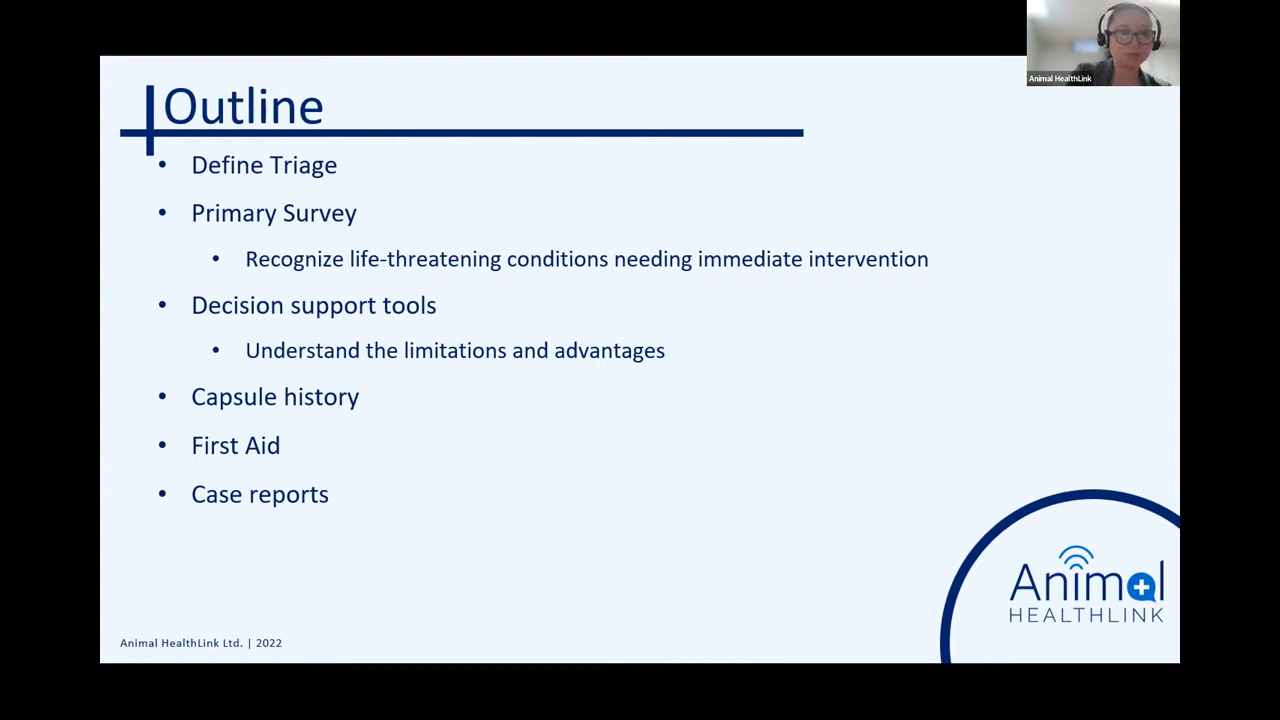 Animal HealthLink
Outline
• Define Triage
• Primary Survey
• Recognize life-threatening conditions needing immediate intervention
• Decision support tools
• Understand the limitations and advantages
• Capsule history
• First Aid
• Case reports
Animal
HEALTHLINK
Animal HealthLink Ltd. | 2022